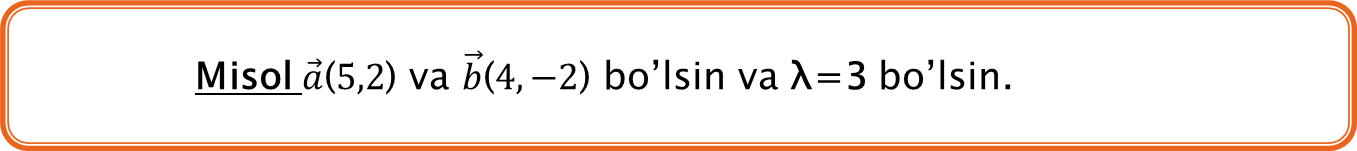 Misol a⃗(5,2) va b⃗(4,−2) bo’lsin va λ=3 bo’lsin.